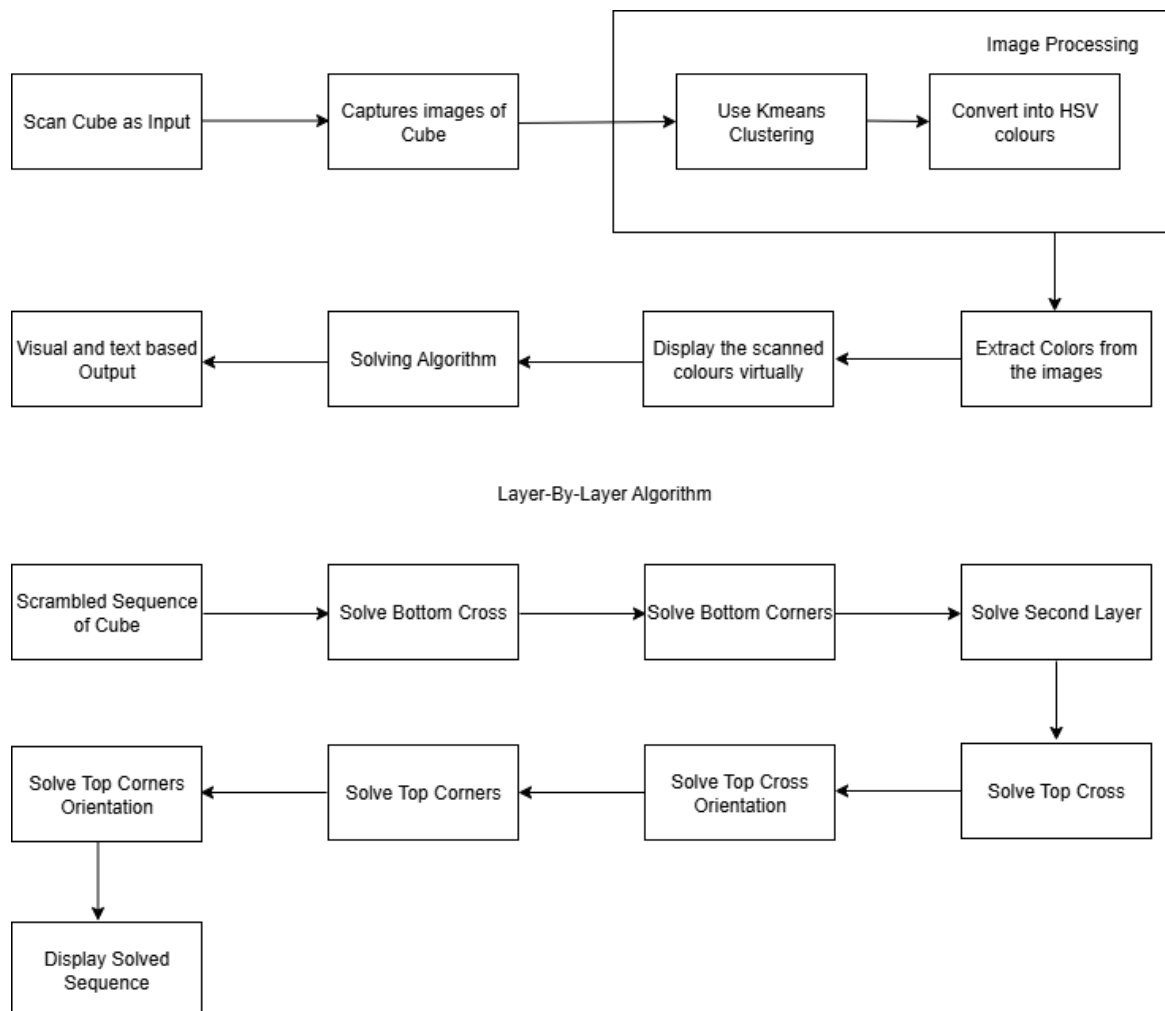 Image Processing
Scan Cube as Input
Captures images of
Cube
Use Kmeans
Clustering
Convert into HSV
colours
Extract Colors from
the images
Display the scanned
colours virtually
Solving Algorithm
Visual and text based
Output
Layer-By-Layer Algorithm
Scrambled Sequence
of Cube
Solve Bottom Cross
Solve Bottom Corners
Solve Second Layer
Solve Top Cross
Solve Top Cross
Orientation
Solve Top Corners
Solve Top Corners
Orientation
Display Solved
Sequence